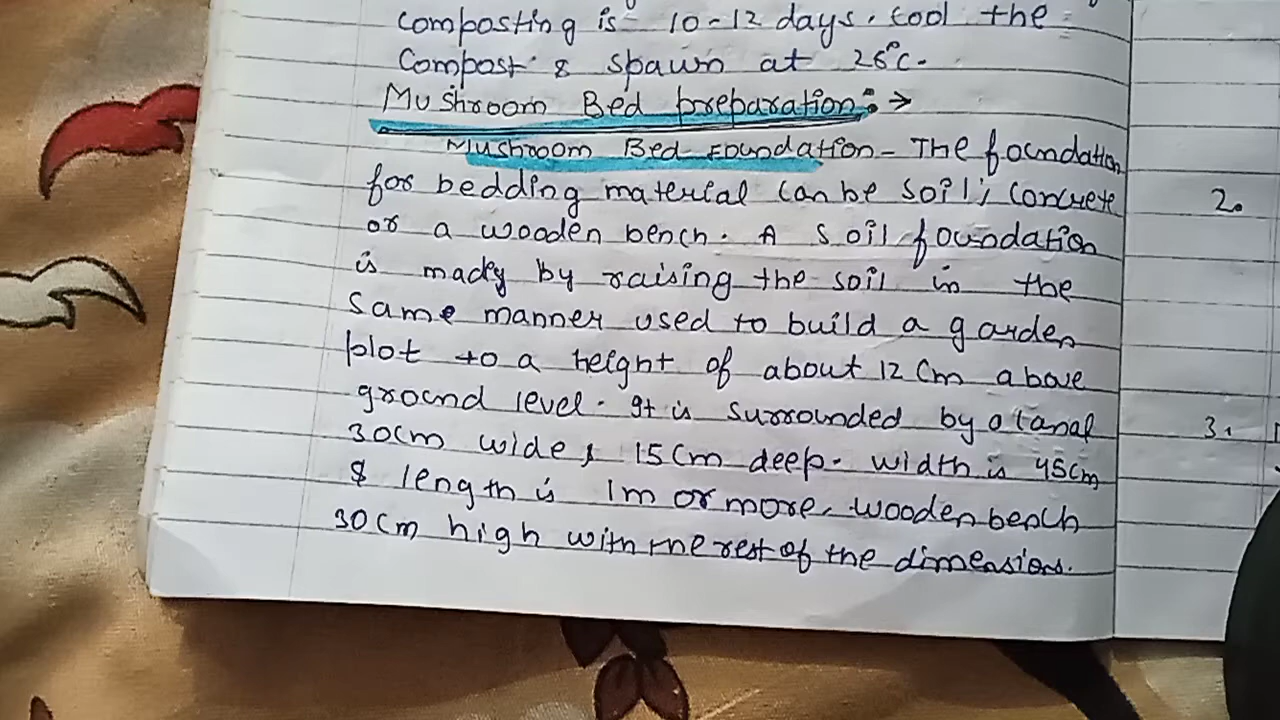 composting is 10-12 days. cool the
Compost & spawn at 26°c.
Mushroom Bed preparation:→
Mushroom Bed Foundation - The foundation
for bedding material can be soil, concrete
or a wooden bench. A soil foundation
is made by raising the soil in the
same manner used to build a garden
plot to a height of about 12 Cm above
ground level. It is surrounded by a canal
30cm wide & 15Cm deep. width is 45cm
& length is 1m or more. wooden bench
30Cm high with the rest of the dimensions.
2.
3.